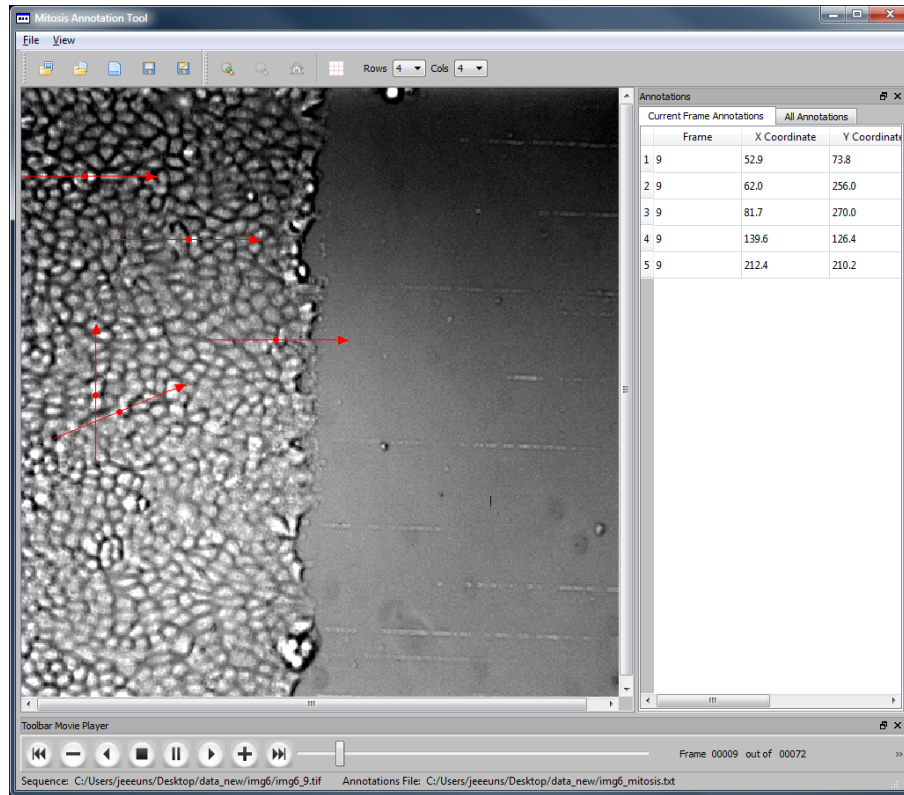 Mitosis Annotation Tool
File View
Rows 4 Cols 4
Annotations
Current Frame Annotations All Annotations
Frame X Coordinate Y Coordinate
1 9 52.9 73.8
2 9 62.0 256.0
3 9 81.7 270.0
4 9 139.6 126.4
5 9 212.4 210.2
Toolbar Movie Player
Frame 00009 out of 00072
Sequence: C:/Users/jeeeuns/Desktop/data_new/img6/img6_9.tif Annotations File: C:/Users/jeeeuns/Desktop/data_new/img6_mitosis.txt